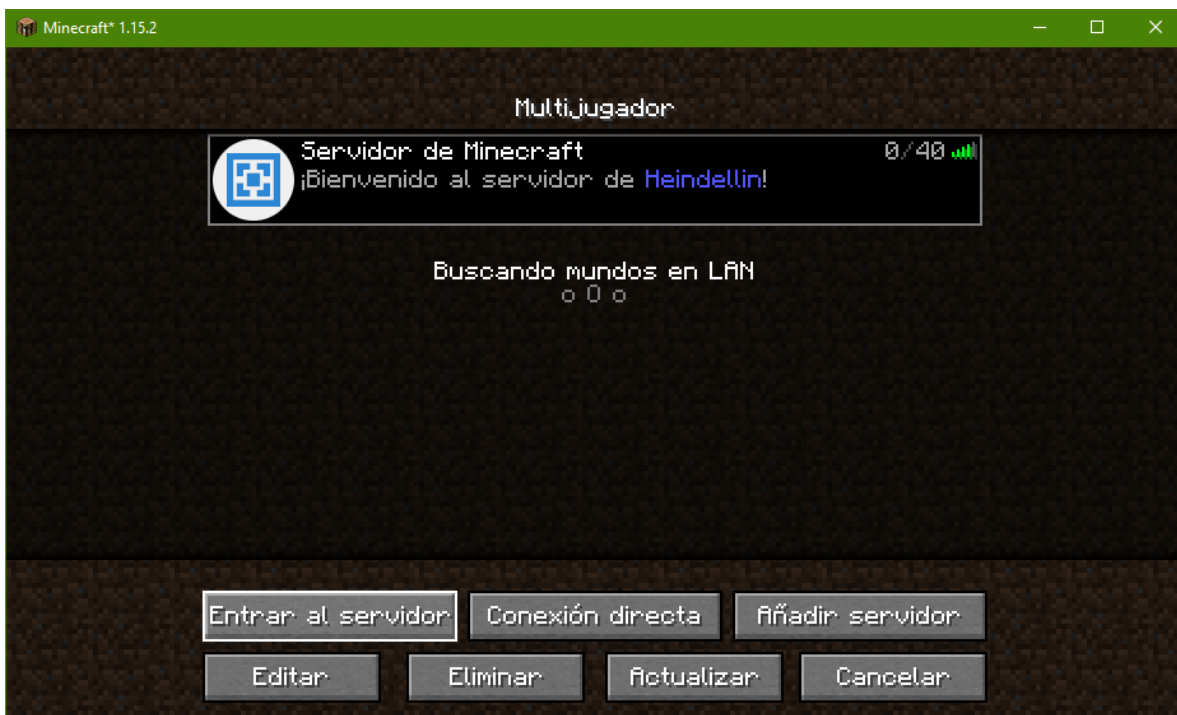 Minecraft* 1.15.2
Multijugador
Servidor de Minecraft 0/40
¡Bienvenido al servidor de Heindellin!
Buscando mundos en LAN
o O o
Entrar al servidor Conexión directa Añadir servidor
Editar Eliminar Actualizar Cancelar